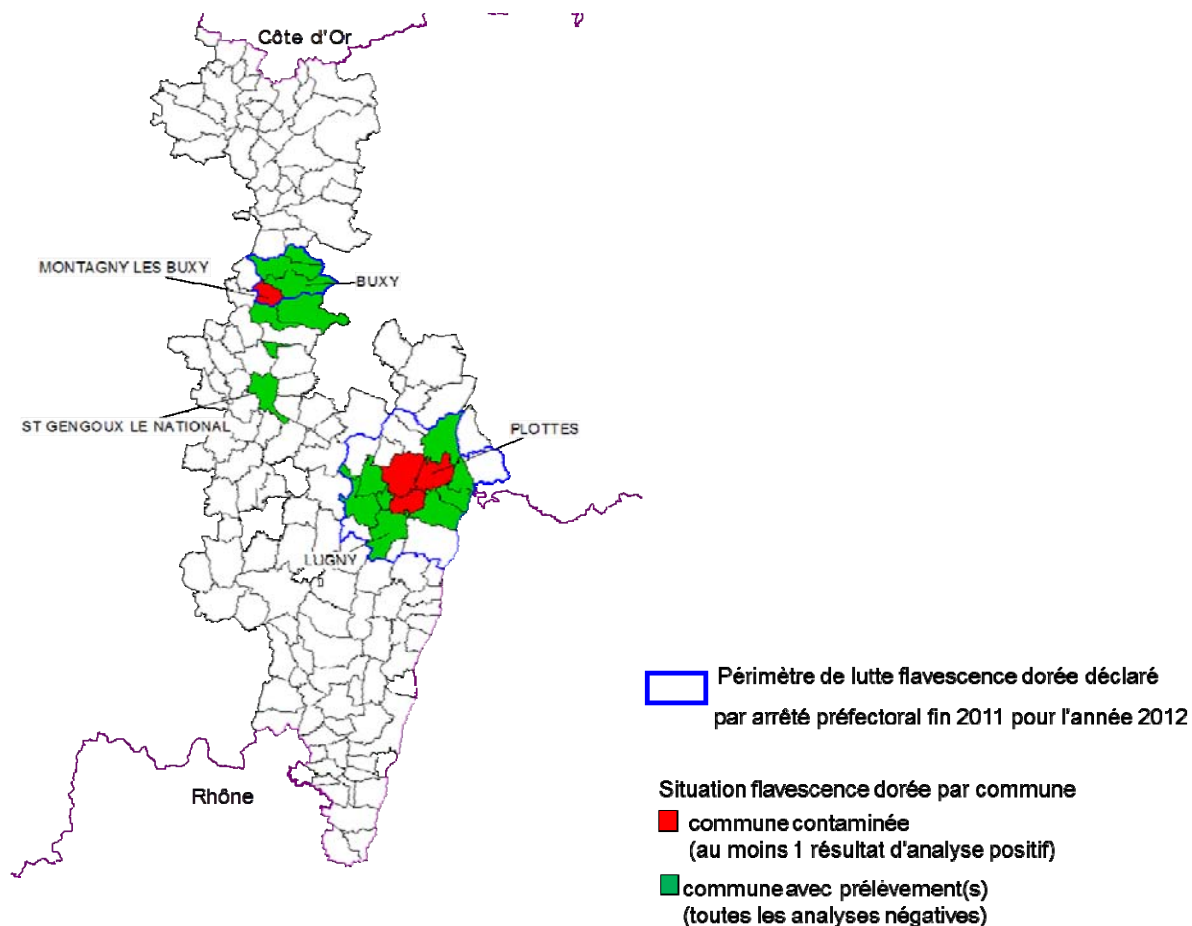 Côte d'Or
MONTAGNY LES BUXY
BUXY
ST GENGOUX LE NATIONAL
PLOTTES
LUGNY
Rhône
Périmètre de lutte flavescence dorée déclaré
par arrêté préfectoral fin 2011 pour l'année 2012
Situation flavescence dorée par commune
commune contaminée
(au moins 1 résultat d'analyse positif)
commune avec prélèvement(s)
(toutes les analyses négatives)